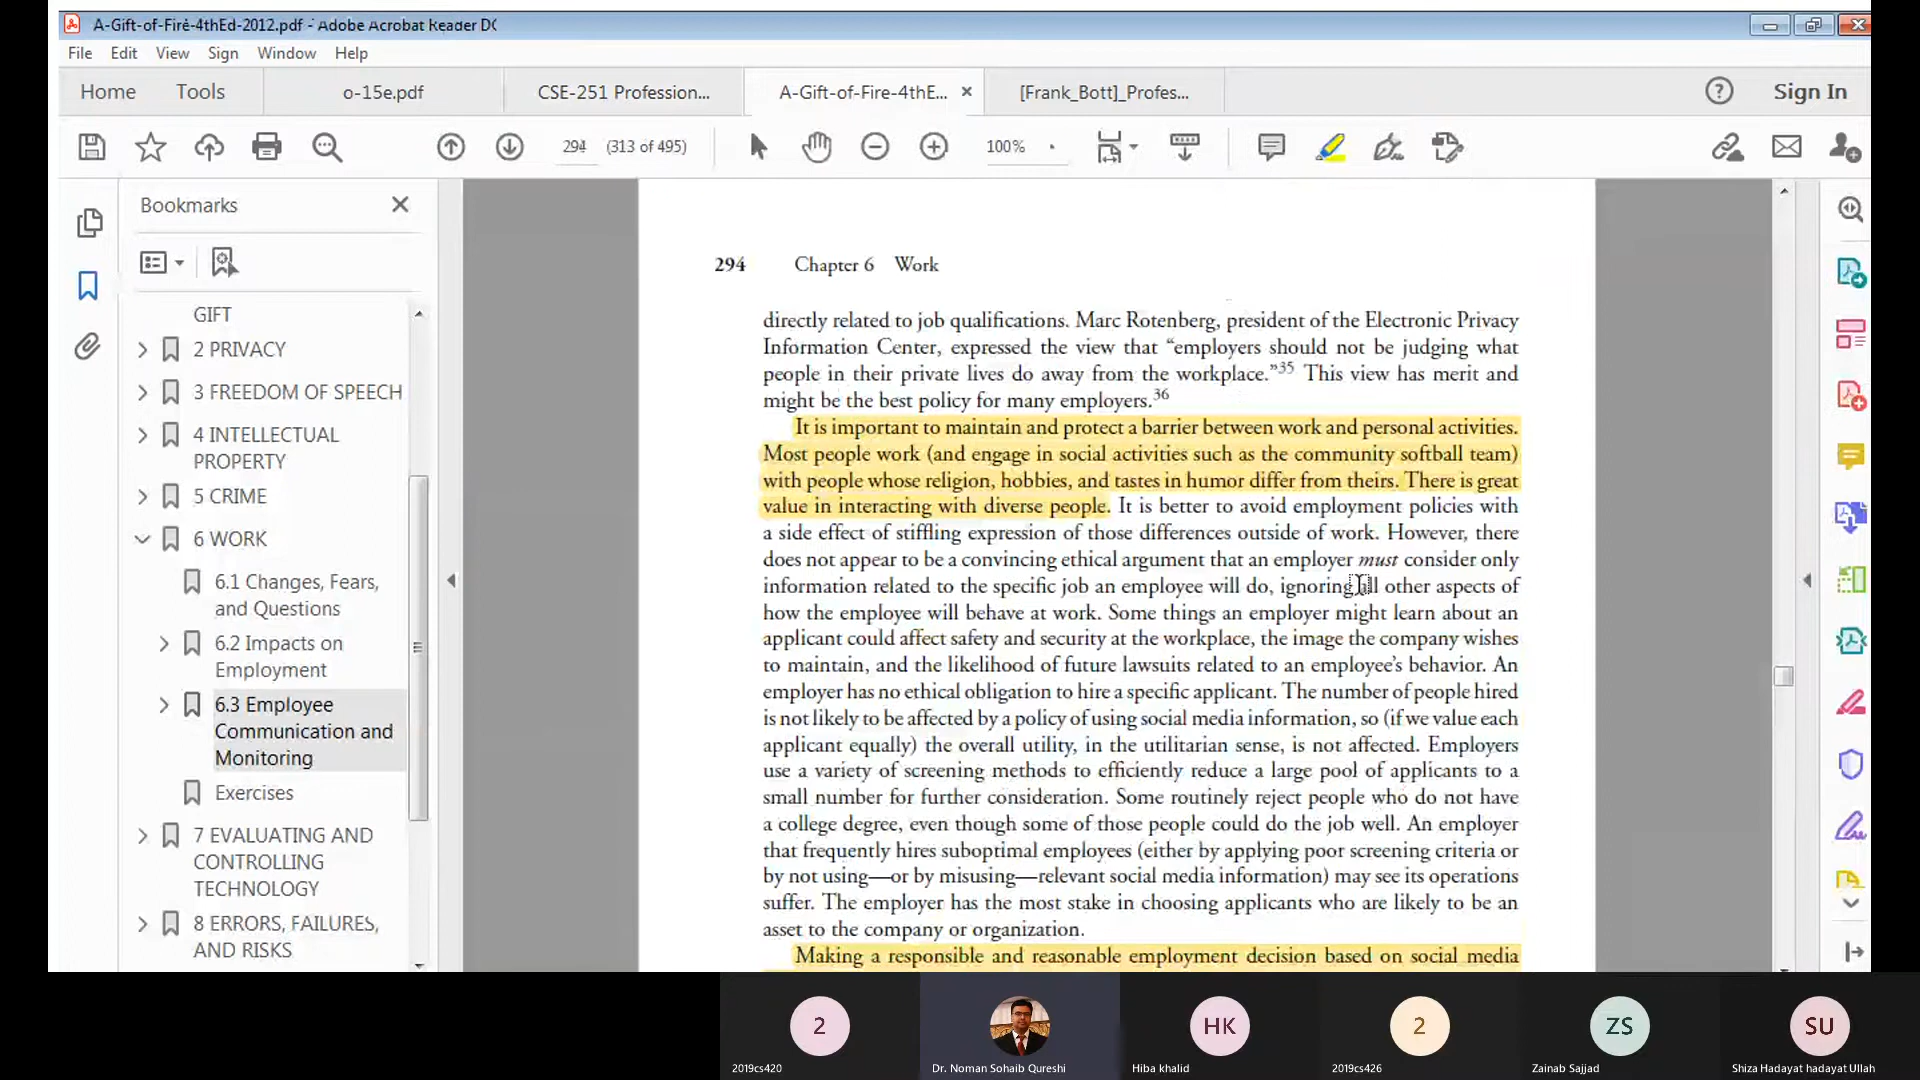 A-Gift-of-Fire-4thEd-2012.pdf - Adobe Acrobat Reader DC
File Edit View Sign Window Help
Home Tools o-15e.pdf CSE-251 Profession... A-Gift-of-Fire-4thE... [Frank_Bott]_Profes... Sign In
294 (313 of 495) 100%
Bookmarks
GIFT
2 PRIVACY
3 FREEDOM OF SPEECH
4 INTELLECTUAL
PROPERTY
5 CRIME
6 WORK
6.1 Changes, Fears,
and Questions
6.2 Impacts on
Employment
6.3 Employee
Communication and
Monitoring
Exercises
7 EVALUATING AND
CONTROLLING
TECHNOLOGY
8 ERRORS, FAILURES,
AND RISKS
294 Chapter 6 Work
directly related to job qualifications. Marc Rotenberg, president of the Electronic Privacy
Information Center, expressed the view that “employers should not be judging what
people in their private lives do away from the workplace.”35 This view has merit and
might be the best policy for many employers.36
It is important to maintain and protect a barrier between work and personal activities.
Most people work (and engage in social activities such as the community softball team)
with people whose religion, hobbies, and tastes in humor differ from theirs. There is great
value in interacting with diverse people. It is better to avoid employment policies with
a side effect of stiffling expression of those differences outside of work. However, there
does not appear to be a convincing ethical argument that an employer must consider only
information related to the specific job an employee will do, ignoring all other aspects of
how the employee will behave at work. Some things an employer might learn about an
applicant could affect safety and security at the workplace, the image the company wishes
to maintain, and the likelihood of future lawsuits related to an employee’s behavior. An
employer has no ethical obligation to hire a specific applicant. The number of people hired
is not likely to be affected by a policy of using social media information, so (if we value each
applicant equally) the overall utility, in the utilitarian sense, is not affected. Employers
use a variety of screening methods to efficiently reduce a large pool of applicants to a
small number for further consideration. Some routinely reject people who do not have
a college degree, even though some of those people could do the job well. An employer
that frequently hires suboptimal employees (either by applying poor screening criteria or
by not using—or by misusing—relevant social media information) may see its operations
suffer. The employer has the most stake in choosing applicants who are likely to be an
asset to the company or organization.
Making a responsible and reasonable employment decision based on social media
2 HK 2 ZS SU
2019cs420 Dr. Noman Sohaib Qureshi Hiba khalid 2019cs426 Zainab Sajjad Shiza Hadayat hadayat Ullah